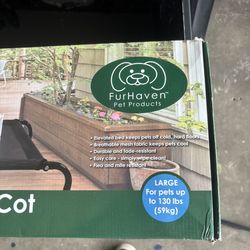 FurHaven™
Pet Products
• Elevated bed keeps pets off cold, hard floors
• Breathable mesh fabric keeps pets cool
• Durable and fade-resistant
• Easy care - simply wipe clean!
• Flea and mite resistant
LARGE
For pets up
to 130 lbs
(59kg)
Cot